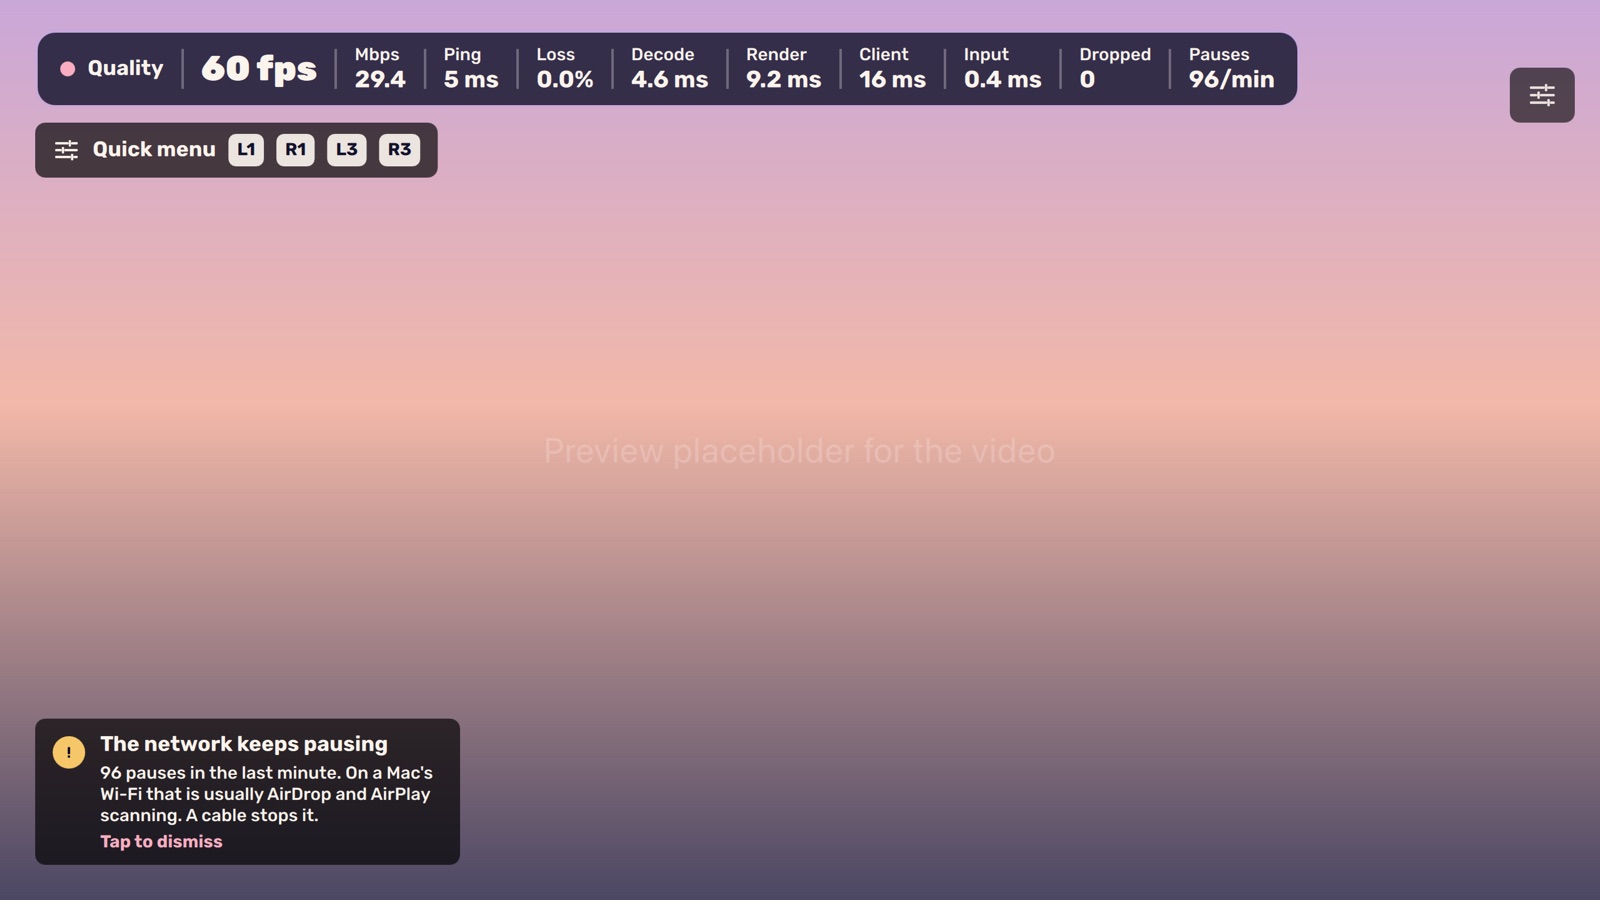 Quality
60 fps
Mbps
29.4
Ping
5 ms
Loss
0.0%
Decode
4.6 ms
Render
9.2 ms
Client
16 ms
Input
0.4 ms
Dropped
0
Pauses
96/min
Quick menu L1 R1 L3 R3
Preview placeholder for the video
!
The network keeps pausing
96 pauses in the last minute. On a Mac's
Wi-Fi that is usually AirDrop and AirPlay
scanning. A cable stops it.
Tap to dismiss